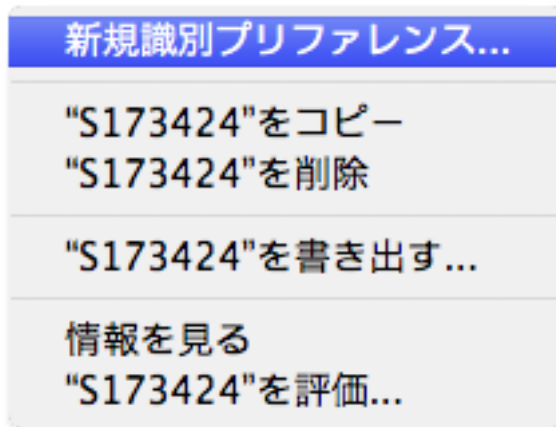 新規識別プリファレンス...
“S173424”をコピー
“S173424”を削除
“S173424”を書き出す...
情報を見る
“S173424”を評価...